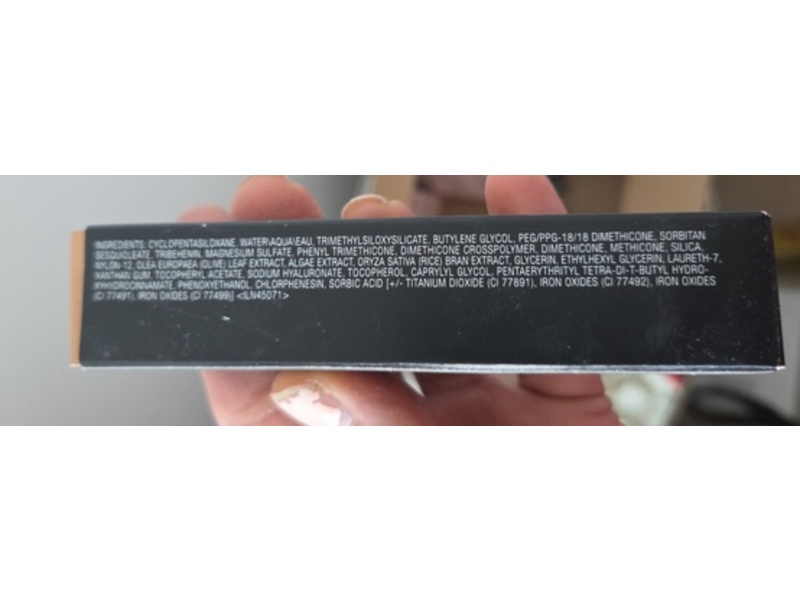 INGREDIENTS: CYCLOPENTASILOXANE, WATER\AQUA\EAU, TRIMETHYLSILOXYSILICATE, BUTYLENE GLYCOL, PEG/PPG-18/18 DIMETHICONE, SORBITAN
SESQUIOLEATE, TRIBEHENIN, MAGNESIUM SULFATE, PHENYL TRIMETHICONE, DIMETHICONE CROSSPOLYMER, DIMETHICONE, METHICONE, SILICA,
NYLON-12, OLEA EUROPAEA (OLIVE) LEAF EXTRACT, ALGAE EXTRACT, ORYZA SATIVA (RICE) BRAN EXTRACT, GLYCERIN, ETHYLHEXYL GLYCERIN, LAURETH-7,
XANTHAN GUM, TOCOPHERYL ACETATE, SODIUM HYALURONATE, TOCOPHEROL, CAPRYLYL GLYCOL, PENTAERYTHRITYL TETRA-DI-T-BUTYL HYDRO-
XYHYDROCINNAMATE, PHENOXYETHANOL, CHLORPHENESIN, SORBIC ACID [+/- TITANIUM DIOXIDE (CI 77891), IRON OXIDES (CI 77492), IRON OXIDES
(CI 77491), IRON OXIDES (CI 77499)] <ILN45071>